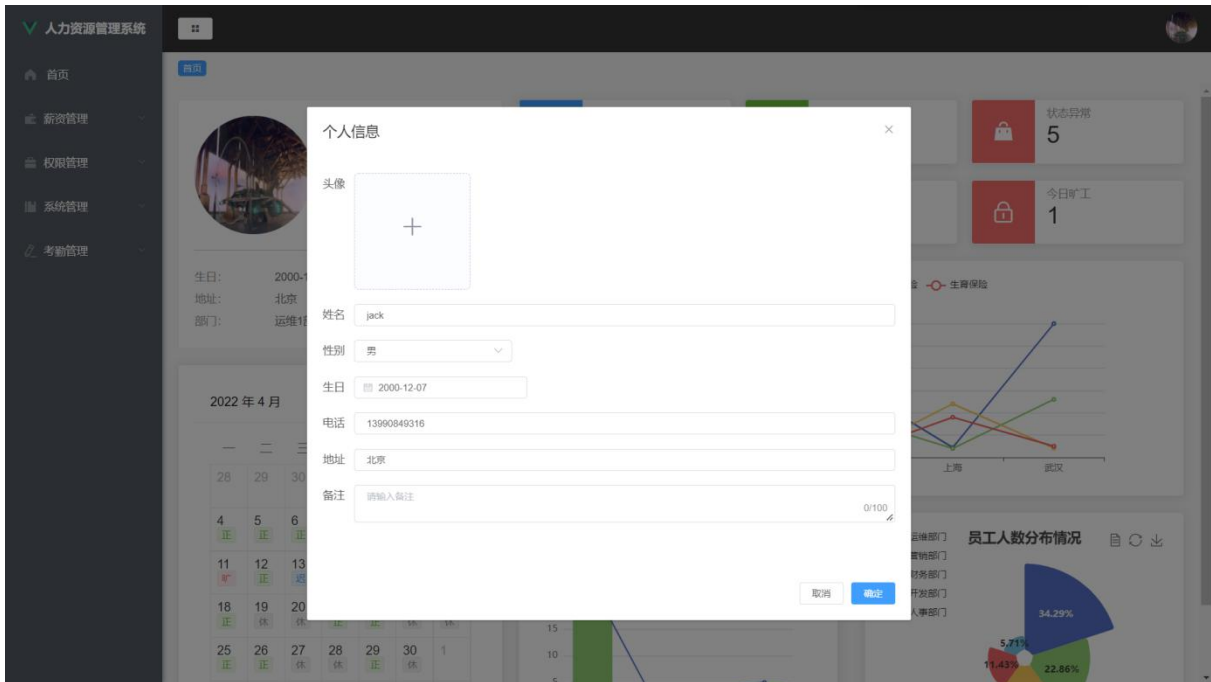 人力资源管理系统
首页
薪资管理
权限管理
系统管理
考勤管理
首页
状态异常
5
今日旷工
1
生日:
2000-1
地址:
北京
部门:
运维1部
个人信息
头像
姓名 jack
性别 男
生日 2000-12-07
电话 13990849316
地址 北京
备注 请输入备注
0/100
取消 确定
险 生育保险
上海 武汉
2022 年 4 月
一 二 三
28 29 30
4 5 6
正 正 正
11 12 13
旷 正 迟
18 19 20
正 休 休 正 正 休 休
25 26 27 28 29 30 1
正 正 休 休 正 休
15
10
5
运维部门
营销部门
财务部门
开发部门
人事部门
员工人数分布情况
34.29%
5.71%
11.43%
22.86%